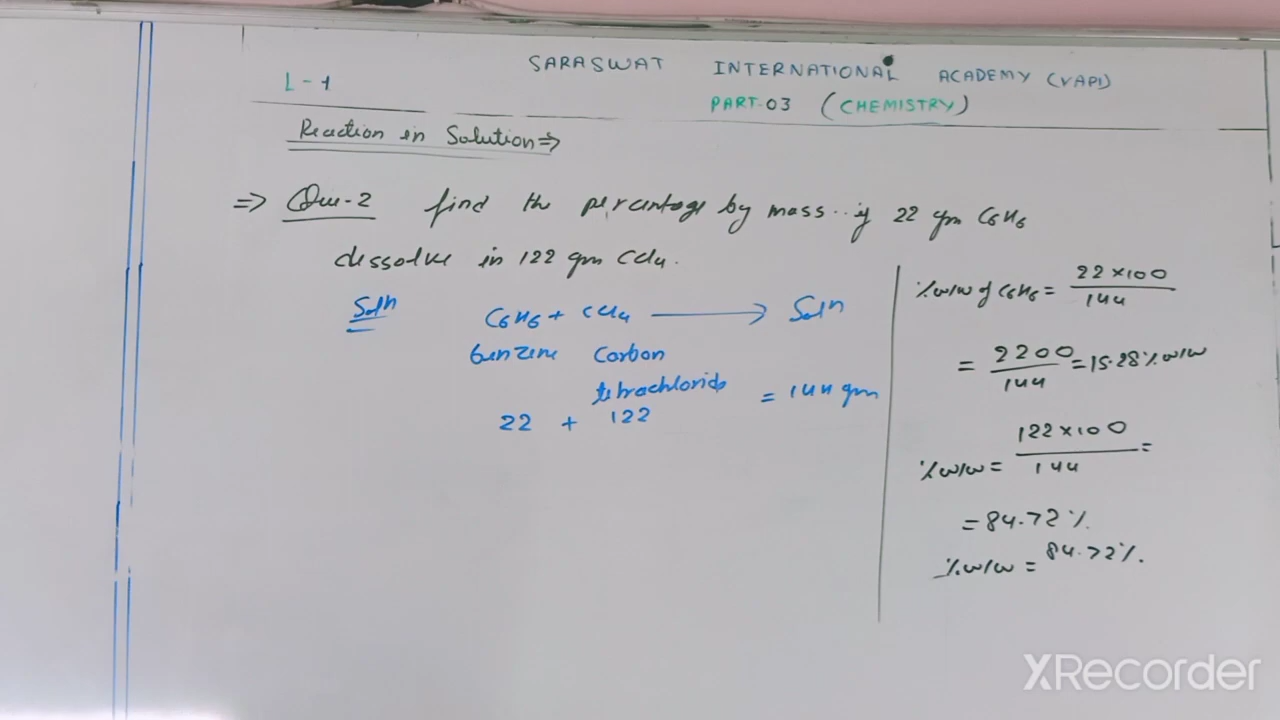 SARASWAT INTERNATIONAL ACADEMY (VAPI)
L-1
PART-03 (CHEMISTRY)
Reaction in Solution ⇒
⇒ Que-2 find the percentage by mass.. if 22 gm C6H6
dissolve in 122 gm CCl4.
Soln
C6H6 + CCl4 ⟶ Soln
benzene Carbon
tetrachloride
22 + 122 = 144 gm
%w/w of C6H6 = 22×100/144
= 2200/144 = 15.28% w/w
%w/w = 122×100/144 =
= 84.72%
%w/w = 84.72%.
XRecorder